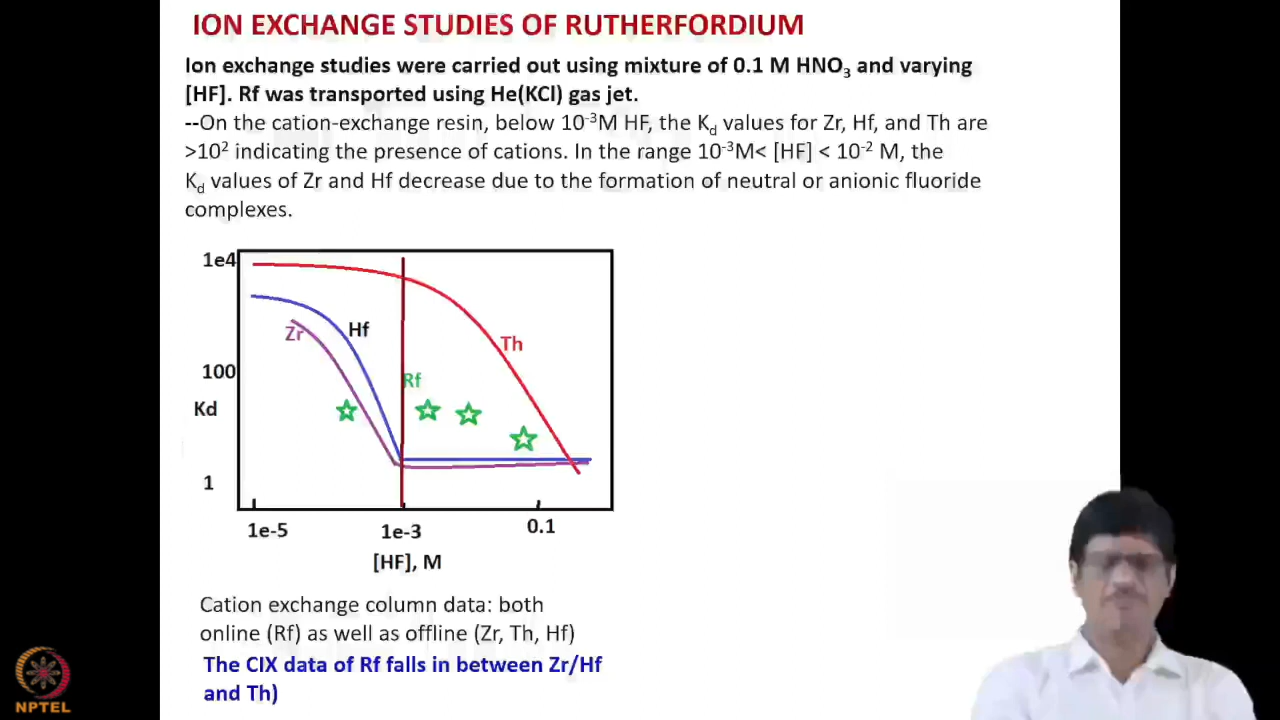 ION EXCHANGE STUDIES OF RUTHERFORDIUM
Ion exchange studies were carried out using mixture of 0.1 M HNO₃ and varying
[HF]. Rf was transported using He(KCl) gas jet.
--On the cation-exchange resin, below 10⁻³M HF, the K_d values for Zr, Hf, and Th are
>10² indicating the presence of cations. In the range 10⁻³M< [HF] < 10⁻² M, the
K_d values of Zr and Hf decrease due to the formation of neutral or anionic fluoride
complexes.
1e4
Zr
Hf
Th
100
Rf
Kd
1
1e-5
1e-3
0.1
[HF], M
Cation exchange column data: both
online (Rf) as well as offline (Zr, Th, Hf)
The CIX data of Rf falls in between Zr/Hf
and Th)
NPTEL